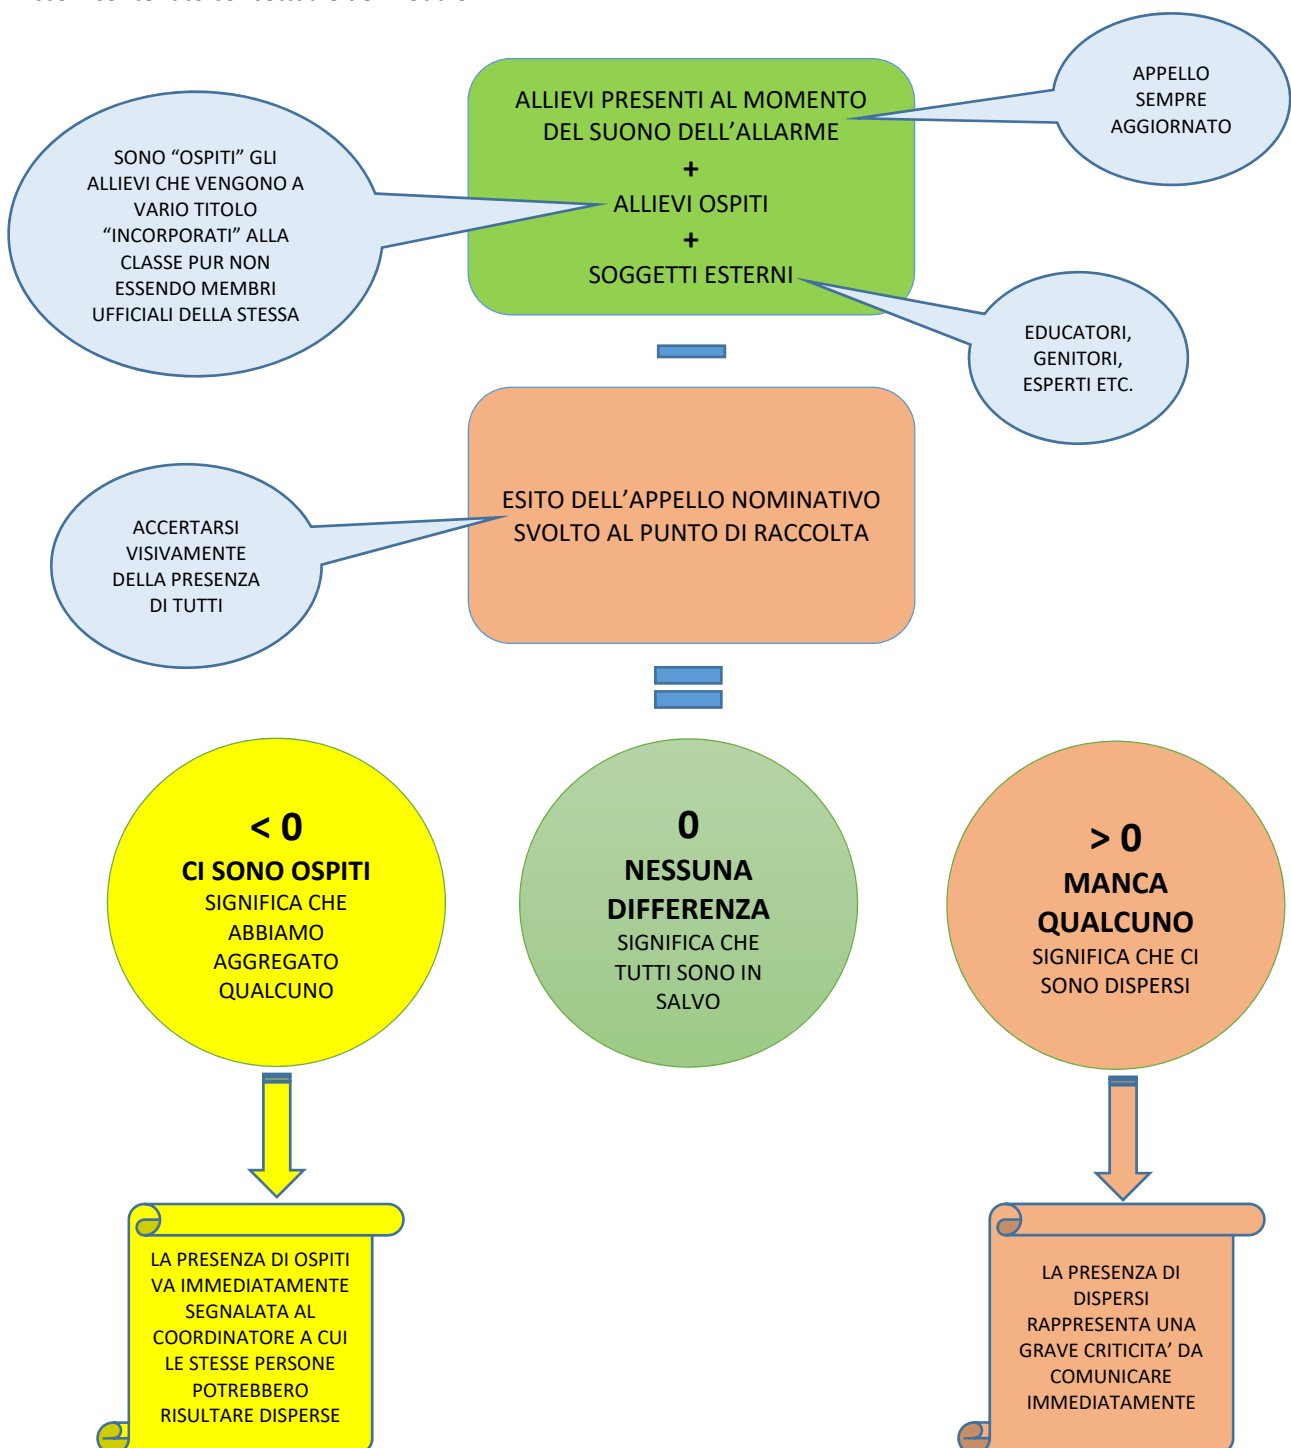 APPELLO
SEMPRE
AGGIORNATO
ALLIEVI PRESENTI AL MOMENTO
DEL SUONO DELL’ALLARME
+
ALLIEVI OSPITI
+
SOGGETTI ESTERNI
SONO “OSPITI” GLI
ALLIEVI CHE VENGONO A
VARIO TITOLO
“INCORPORATI” ALLA
CLASSE PUR NON
ESSENDO MEMBRI
UFFICIALI DELLA STESSA
EDUCATORI,
GENITORI,
ESPERTI ETC.
ESITO DELL’APPELLO NOMINATIVO
SVOLTO AL PUNTO DI RACCOLTA
ACCERTARSI
VISIVAMENTE
DELLA PRESENZA
DI TUTTI
< 0
CI SONO OSPITI
SIGNIFICA CHE
ABBIAMO
AGGREGATO
QUALCUNO
0
NESSUNA
DIFFERENZA
SIGNIFICA CHE
TUTTI SONO IN
SALVO
> 0
MANCA
QUALCUNO
SIGNIFICA CHE CI
SONO DISPERSI
LA PRESENZA DI OSPITI
VA IMMEDIATAMENTE
SEGNALATA AL
COORDINATORE A CUI
LE STESSE PERSONE
POTREBBERO
RISULTARE DISPERSE
LA PRESENZA DI
DISPERSI
RAPPRESENTA UNA
GRAVE CRITICITA’ DA
COMUNICARE
IMMEDIATAMENTE